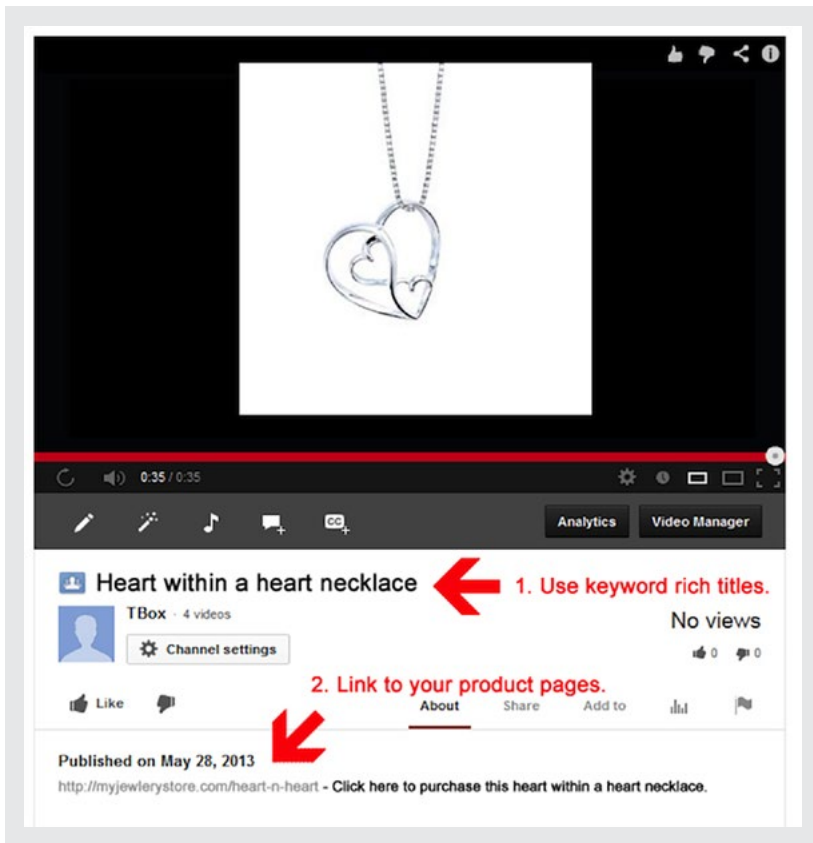 0:35 / 0:35
CC
Analytics Video Manager
Heart within a heart necklace
1. Use keyword rich titles.
TBox · 4 videos
No views
Channel settings
0 0
2. Link to your product pages.
Like
About Share Add to
Published on May 28, 2013
http://myjewlerystore.com/heart-n-heart - Click here to purchase this heart within a heart necklace.